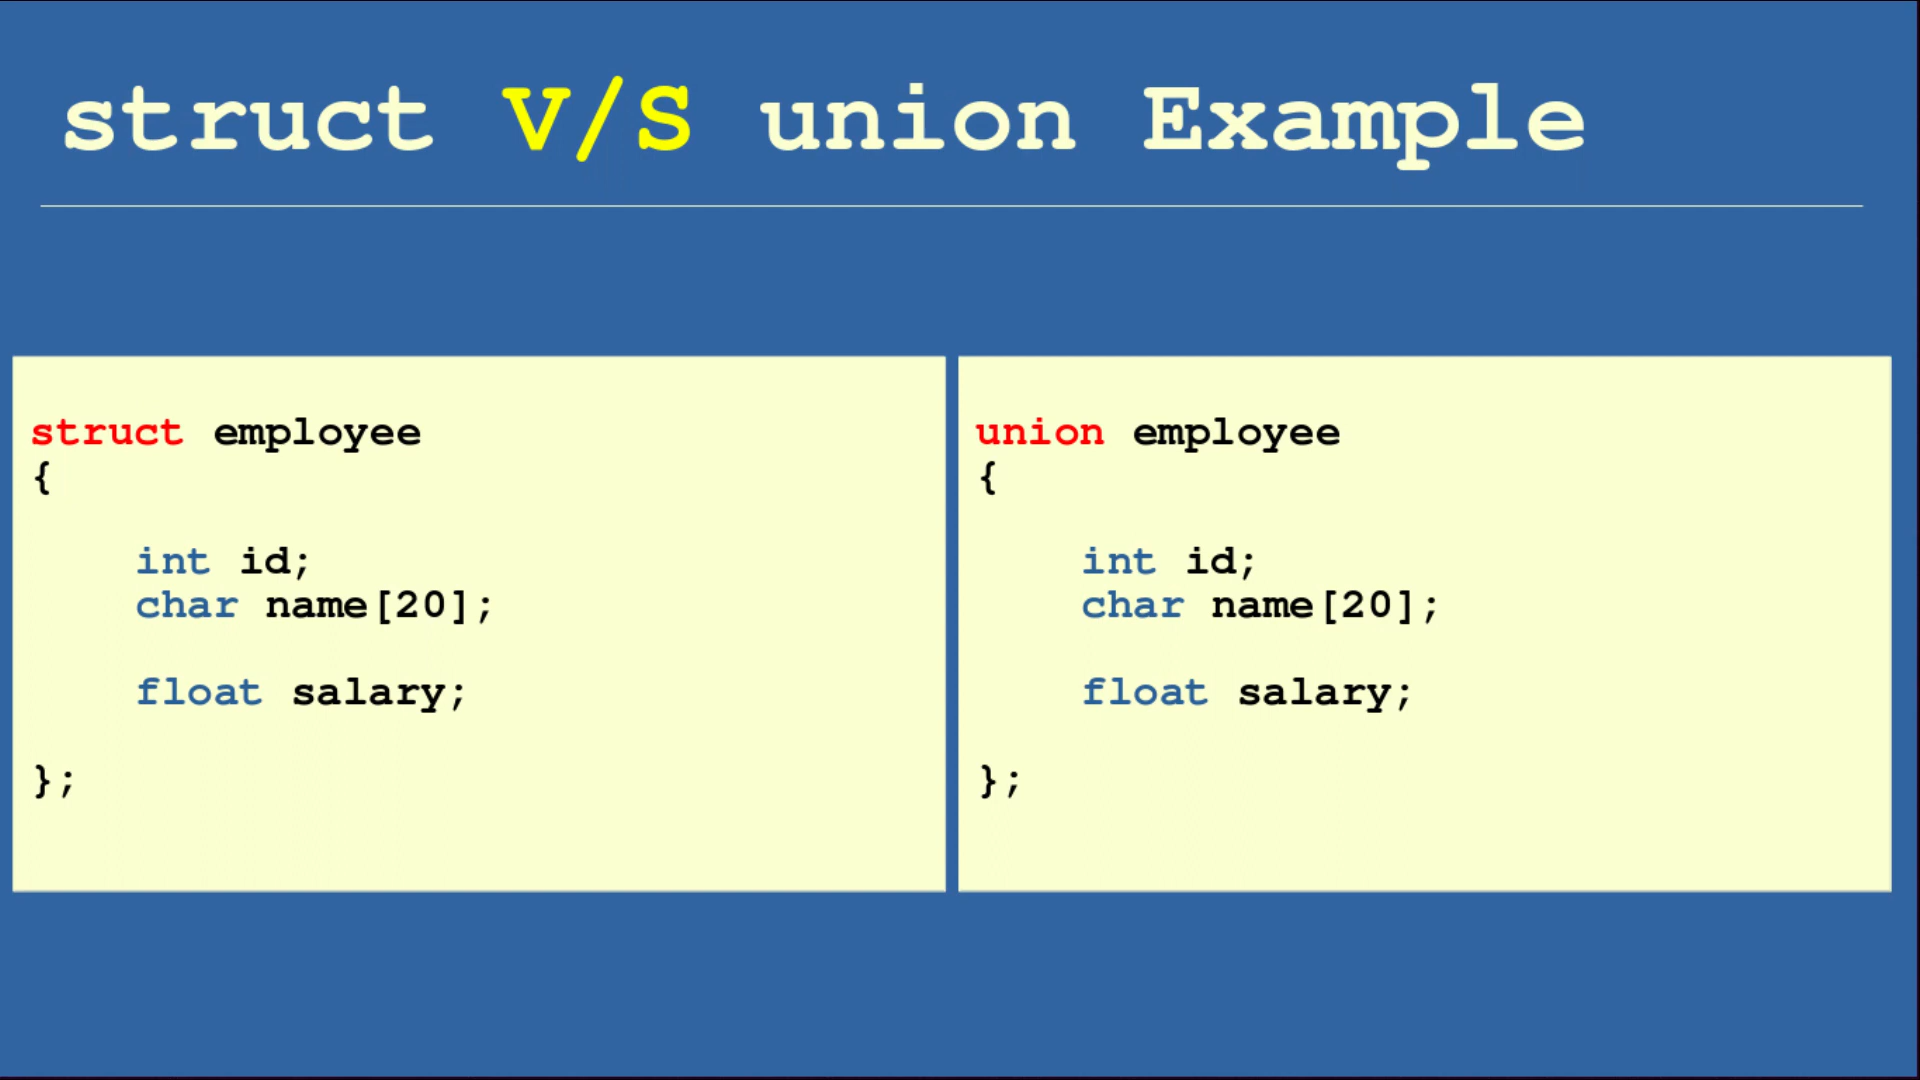 struct V/S union Example
struct employee
{
int id;
char name[20];
float salary;
};
union employee
{
int id;
char name[20];
float salary;
};